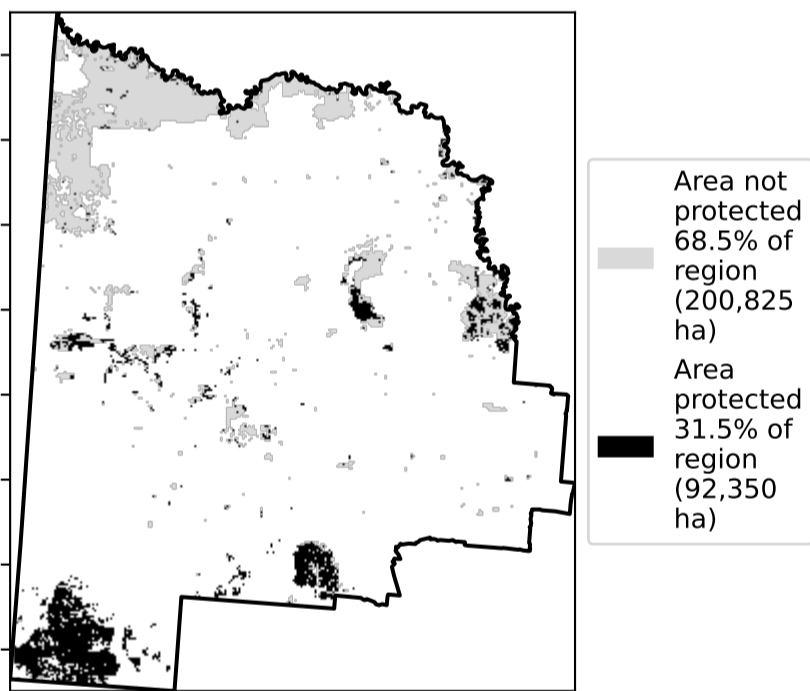 Area not
protected
68.5% of
region
(200,825
ha)
Area
protected
31.5% of
region
(92,350
ha)